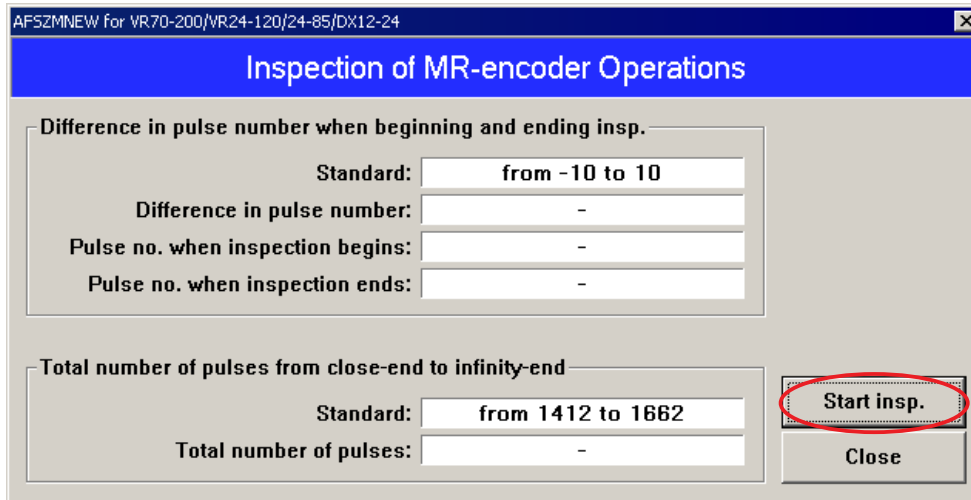 AFSZMNEW for VR70-200/VR24-120/24-85/DX12-24
Inspection of MR-encoder Operations
Difference in pulse number when beginning and ending insp.
Standard: from -10 to 10
Difference in pulse number: -
Pulse no. when inspection begins: -
Pulse no. when inspection ends: -
Total number of pulses from close-end to infinity-end
Standard: from 1412 to 1662
Total number of pulses: -
Start insp.
Close